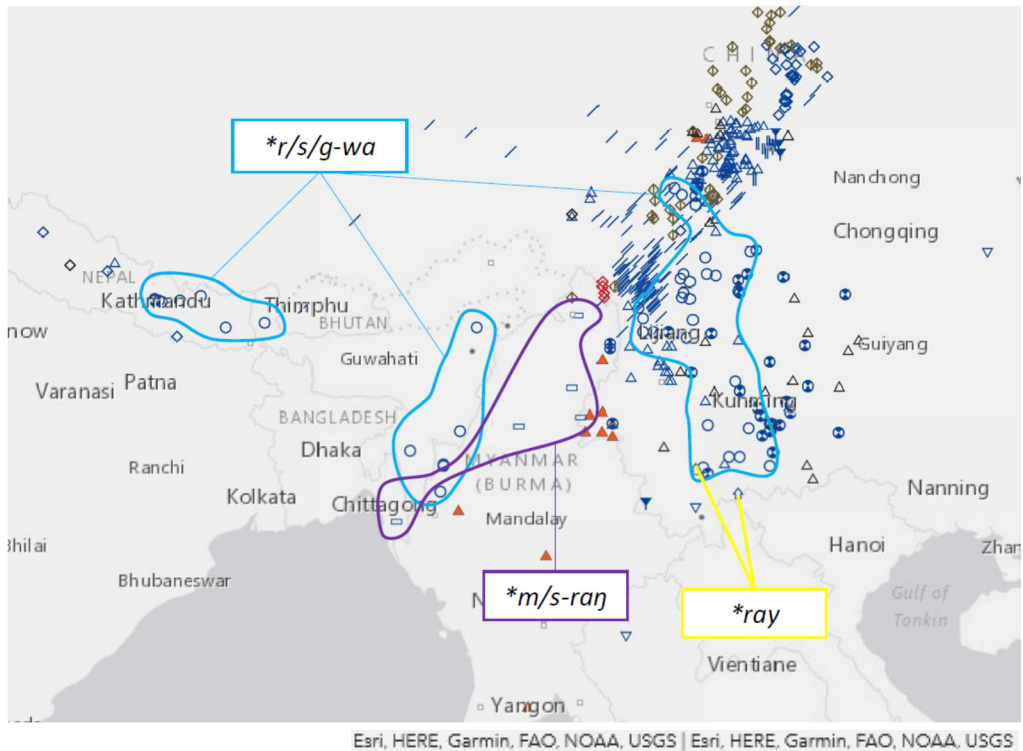 CHI
*r/s/g-wa
Nanchong
Chongqing
NEPAL
Kathmandu
Thimphu
BHUTAN
now
Lijiang
Guiyang
Guwahati
Varanasi
Patna
BANGLADESH
Kunming
Dhaka
MYANMAR
(BURMA)
Ranchi
Kolkata
Chittagong
Nanning
Mandalay
Bhilai
Hanoi
Zhan
Bhubaneswar
*m/s-raŋ
N
*ray
Gulf of
Tonkin
Vientiane
Yangon
Esri, HERE, Garmin, FAO, NOAA, USGS | Esri, HERE, Garmin, FAO, NOAA, USGS